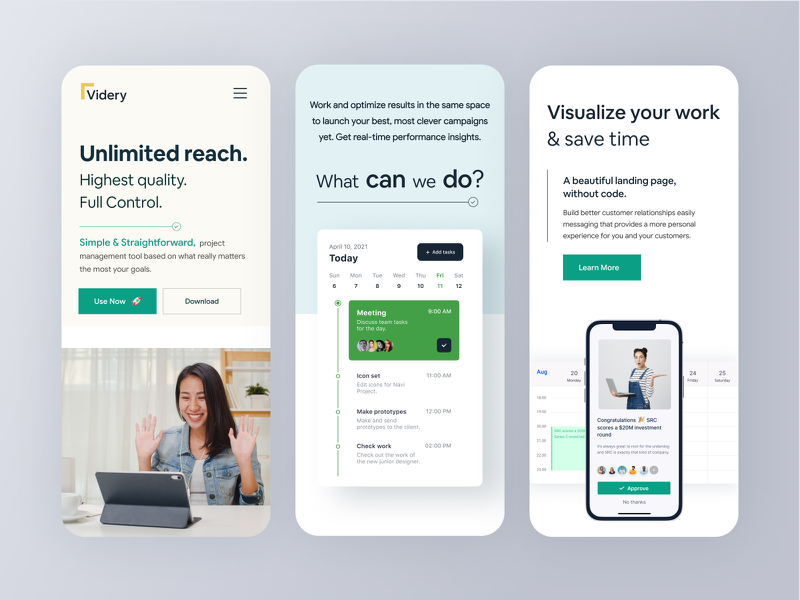 Videry
Unlimited reach.
Highest quality.
Full Control.
Simple & Straightforward, project
management tool based on what really matters
the most your goals.
Use Now 🚀
Download
Work and optimize results in the same space
to launch your best, most clever campaigns
yet. Get real-time performance insights.
What can we do?
April 10, 2021
Today
+ Add tasks
Sun Mon Tue Wed Thu Fri Sat
6 7 8 9 10 11 12
Meeting 9:00 AM
Discuss team tasks
for the day.
Icon set 11:00 AM
Edit icons for Navi
Project.
Make prototypes 12:00 PM
Make and send
prototypes to the client.
Check work 02:00 PM
Check out the work of
the new junior designer.
Visualize your work
& save time
A beautiful landing page,
without code.
Build better customer relationships easily
messaging that provides a more personal
experience for you and your customers.
Learn More
Aug
20
Monday
24
Friday
25
Saturday
18:00
19:00
20:00
21:00
22:00
23:00
Congratulations 🎉 SRC
scores a $20M investment
round
It's always great to root for the underdog
and SRC is exactly that kind of company.
Approve
No thanks